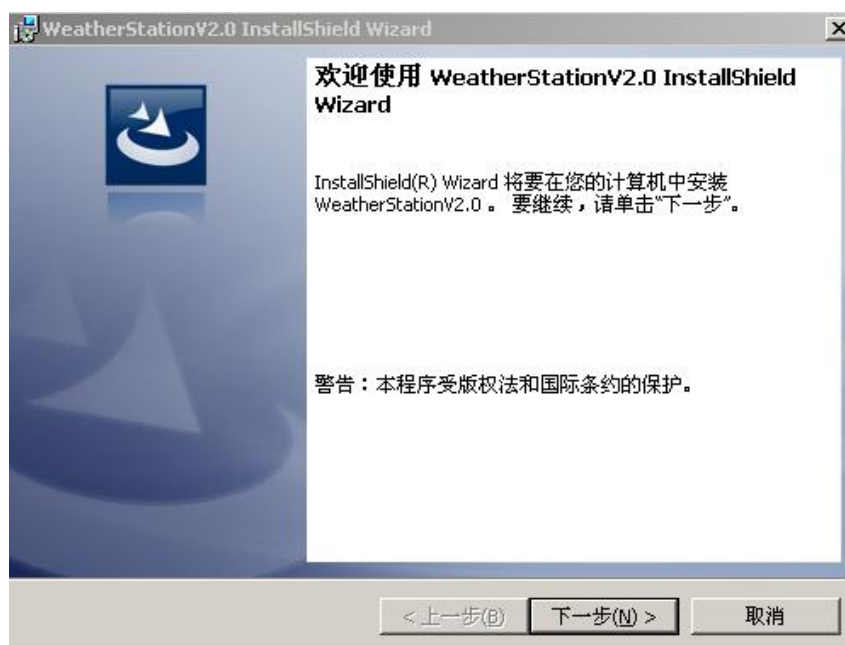 WeatherStationV2.0 InstallShield Wizard
欢迎使用 WeatherStationV2.0 InstallShield
Wizard
InstallShield(R) Wizard 将要在您的计算机中安装
WeatherStationV2.0 。 要继续，请单击“下一步”。
警告：本程序受版权法和国际条约的保护。
<上一步(B) 下一步(N) > 取消